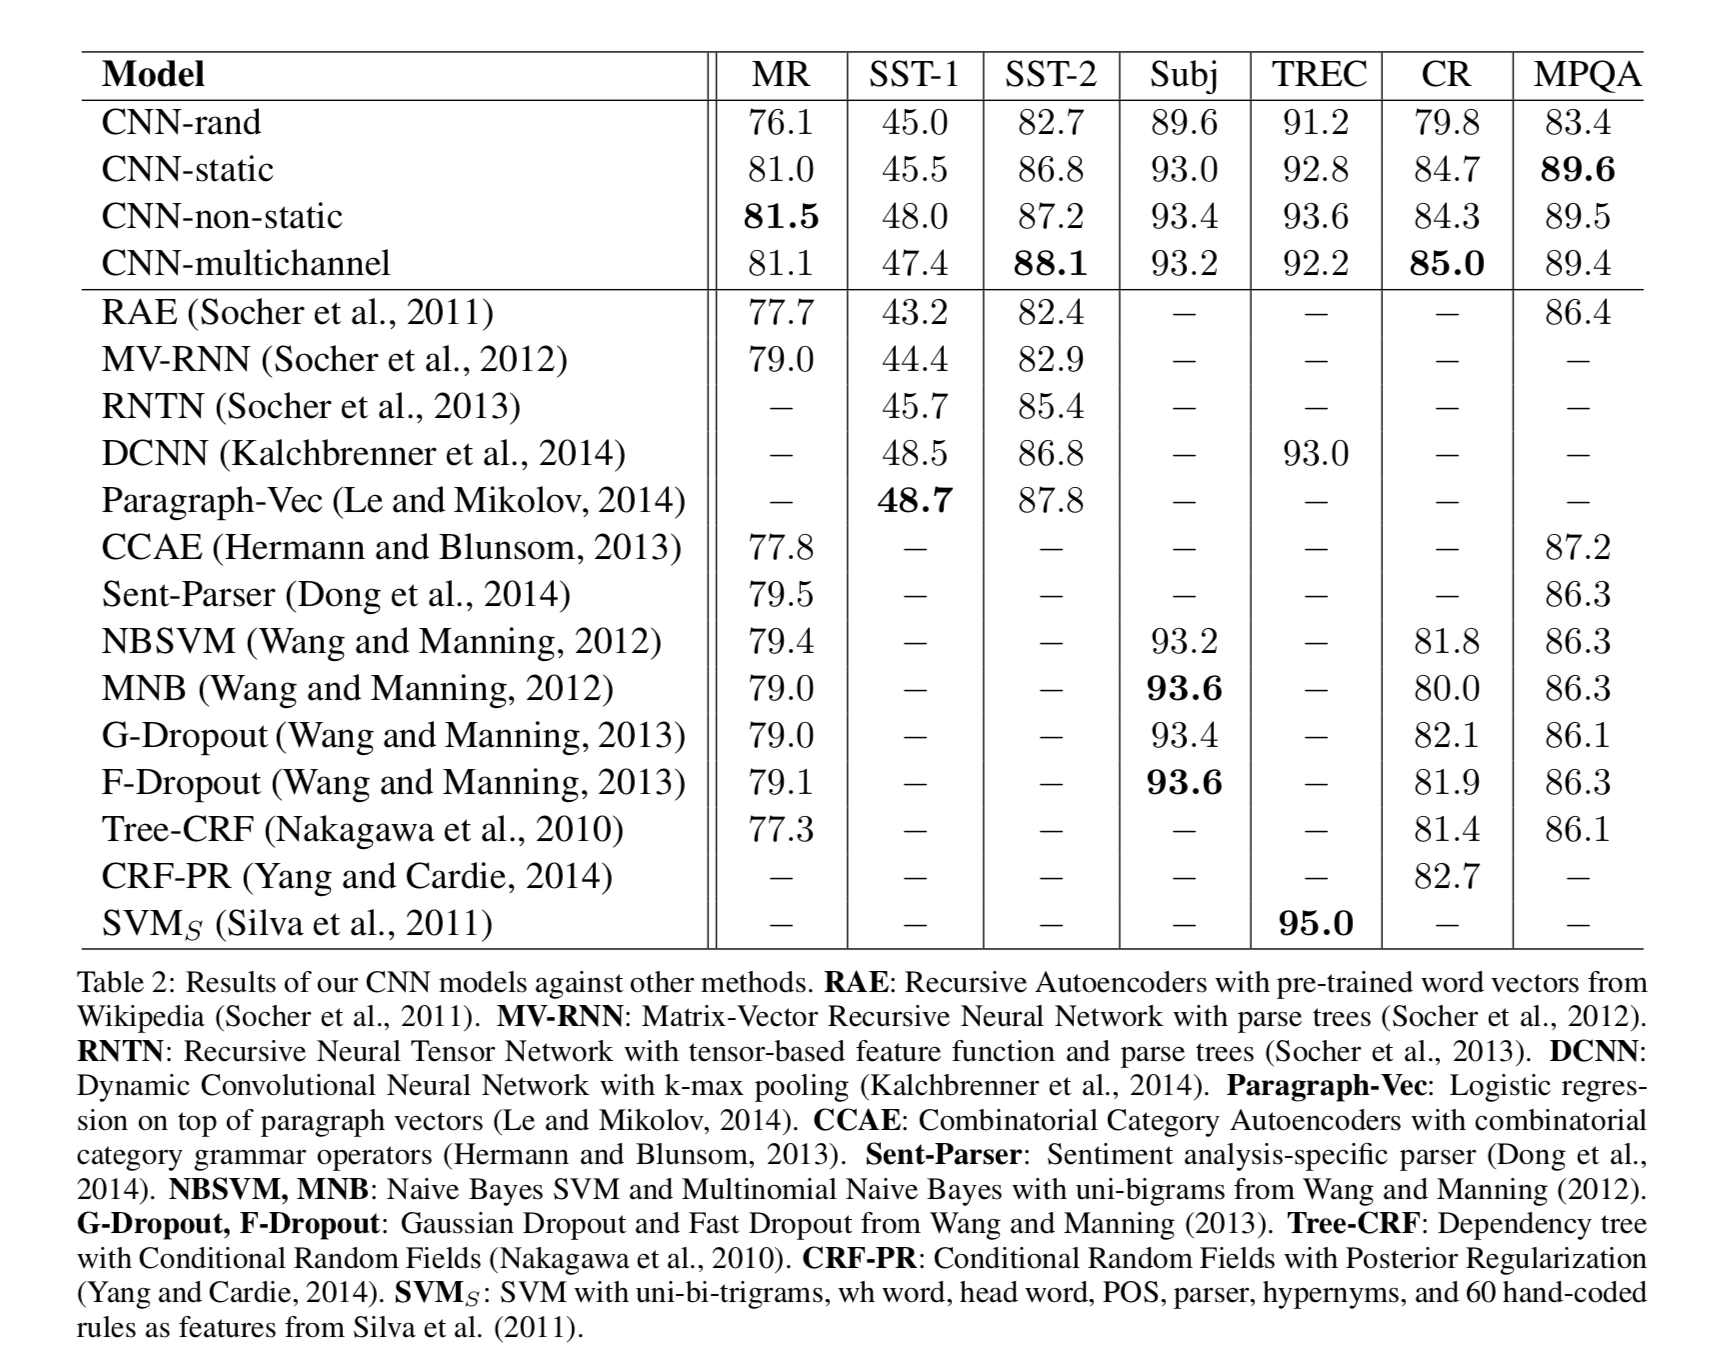 Model MR SST-1 SST-2 Subj TREC CR MPQA
CNN-rand 76.1 45.0 82.7 89.6 91.2 79.8 83.4
CNN-static 81.0 45.5 86.8 93.0 92.8 84.7 89.6
CNN-non-static 81.5 48.0 87.2 93.4 93.6 84.3 89.5
CNN-multichannel 81.1 47.4 88.1 93.2 92.2 85.0 89.4
RAE (Socher et al., 2011) 77.7 43.2 82.4 – – – 86.4
MV-RNN (Socher et al., 2012) 79.0 44.4 82.9 – – – –
RNTN (Socher et al., 2013) – 45.7 85.4 – – – –
DCNN (Kalchbrenner et al., 2014) – 48.5 86.8 – 93.0 – –
Paragraph-Vec (Le and Mikolov, 2014) – 48.7 87.8 – – – –
CCAE (Hermann and Blunsom, 2013) 77.8 – – – – – 87.2
Sent-Parser (Dong et al., 2014) 79.5 – – – – – 86.3
NBSVM (Wang and Manning, 2012) 79.4 – – 93.2 – 81.8 86.3
MNB (Wang and Manning, 2012) 79.0 – – 93.6 – 80.0 86.3
G-Dropout (Wang and Manning, 2013) 79.0 – – 93.4 – 82.1 86.1
F-Dropout (Wang and Manning, 2013) 79.1 – – 93.6 – 81.9 86.3
Tree-CRF (Nakagawa et al., 2010) 77.3 – – – – 81.4 86.1
CRF-PR (Yang and Cardie, 2014) – – – – – 82.7 –
SVMS (Silva et al., 2011) – – – – 95.0 – –
Table 2: Results of our CNN models against other methods. RAE: Recursive Autoencoders with pre-trained word vectors from
Wikipedia (Socher et al., 2011). MV-RNN: Matrix-Vector Recursive Neural Network with parse trees (Socher et al., 2012).
RNTN: Recursive Neural Tensor Network with tensor-based feature function and parse trees (Socher et al., 2013). DCNN:
Dynamic Convolutional Neural Network with k-max pooling (Kalchbrenner et al., 2014). Paragraph-Vec: Logistic regres-
sion on top of paragraph vectors (Le and Mikolov, 2014). CCAE: Combinatorial Category Autoencoders with combinatorial
category grammar operators (Hermann and Blunsom, 2013). Sent-Parser: Sentiment analysis-specific parser (Dong et al.,
2014). NBSVM, MNB: Naive Bayes SVM and Multinomial Naive Bayes with uni-bigrams from Wang and Manning (2012).
G-Dropout, F-Dropout: Gaussian Dropout and Fast Dropout from Wang and Manning (2013). Tree-CRF: Dependency tree
with Conditional Random Fields (Nakagawa et al., 2010). CRF-PR: Conditional Random Fields with Posterior Regularization
(Yang and Cardie, 2014). SVMS: SVM with uni-bi-trigrams, wh word, head word, POS, parser, hypernyms, and 60 hand-coded
rules as features from Silva et al. (2011).